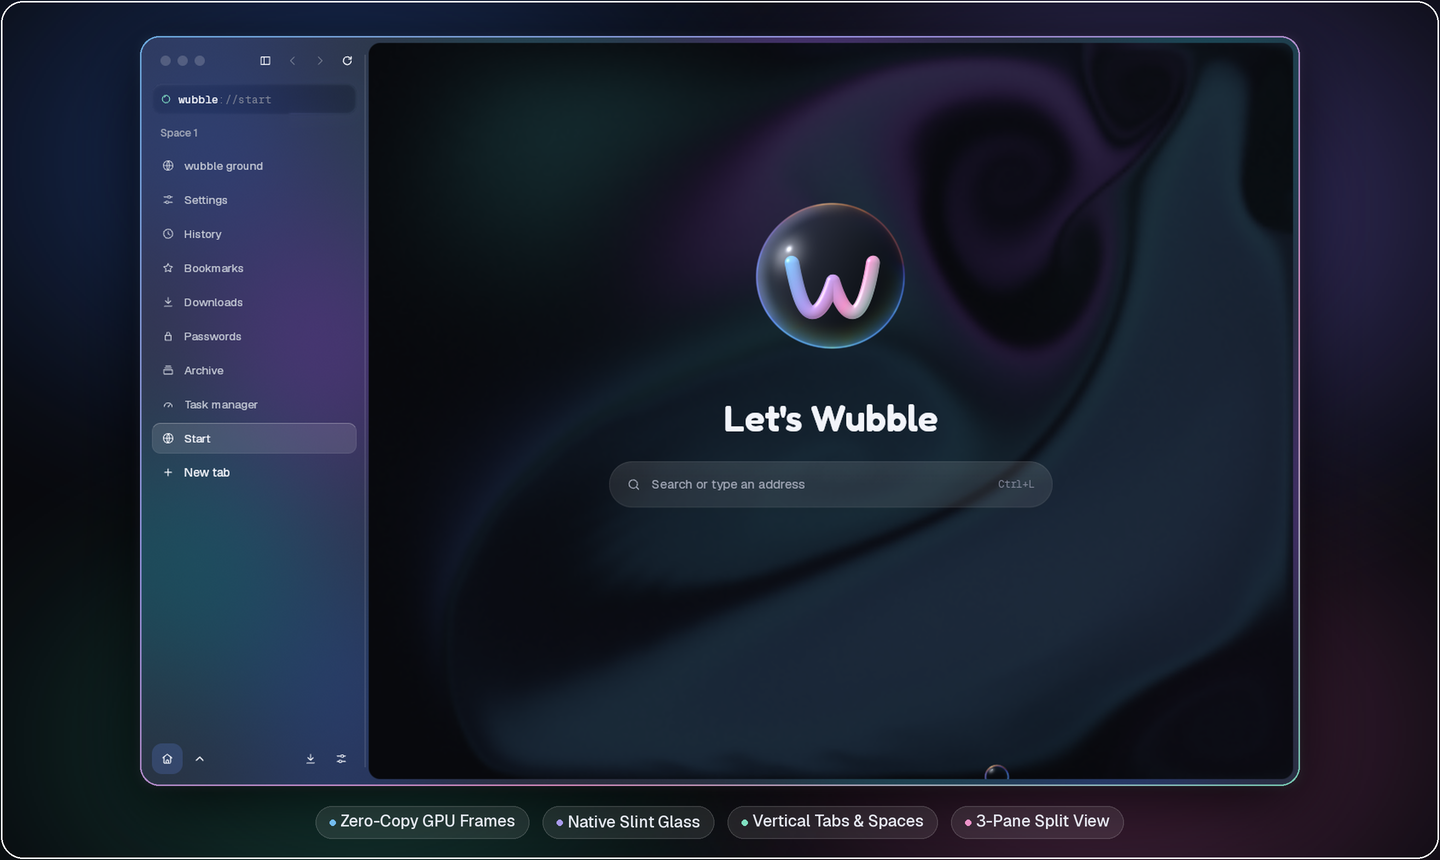 wubble://start
Space 1
wubble ground
Settings
History
Bookmarks
Downloads
Passwords
Archive
Task manager
Start
New tab
W
Let's Wubble
Search or type an address Ctrl+L
Zero-Copy GPU Frames
Native Slint Glass
Vertical Tabs & Spaces
3-Pane Split View